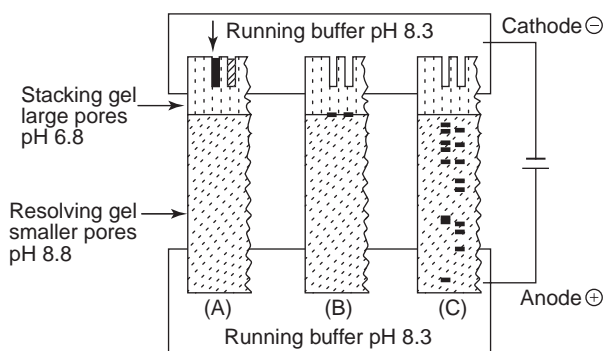 Running buffer pH 8.3
Cathode ⊖
Stacking gel
large pores
pH 6.8
Resolving gel
smaller pores
pH 8.8
(A)
(B)
(C)
Anode ⊕
Running buffer pH 8.3